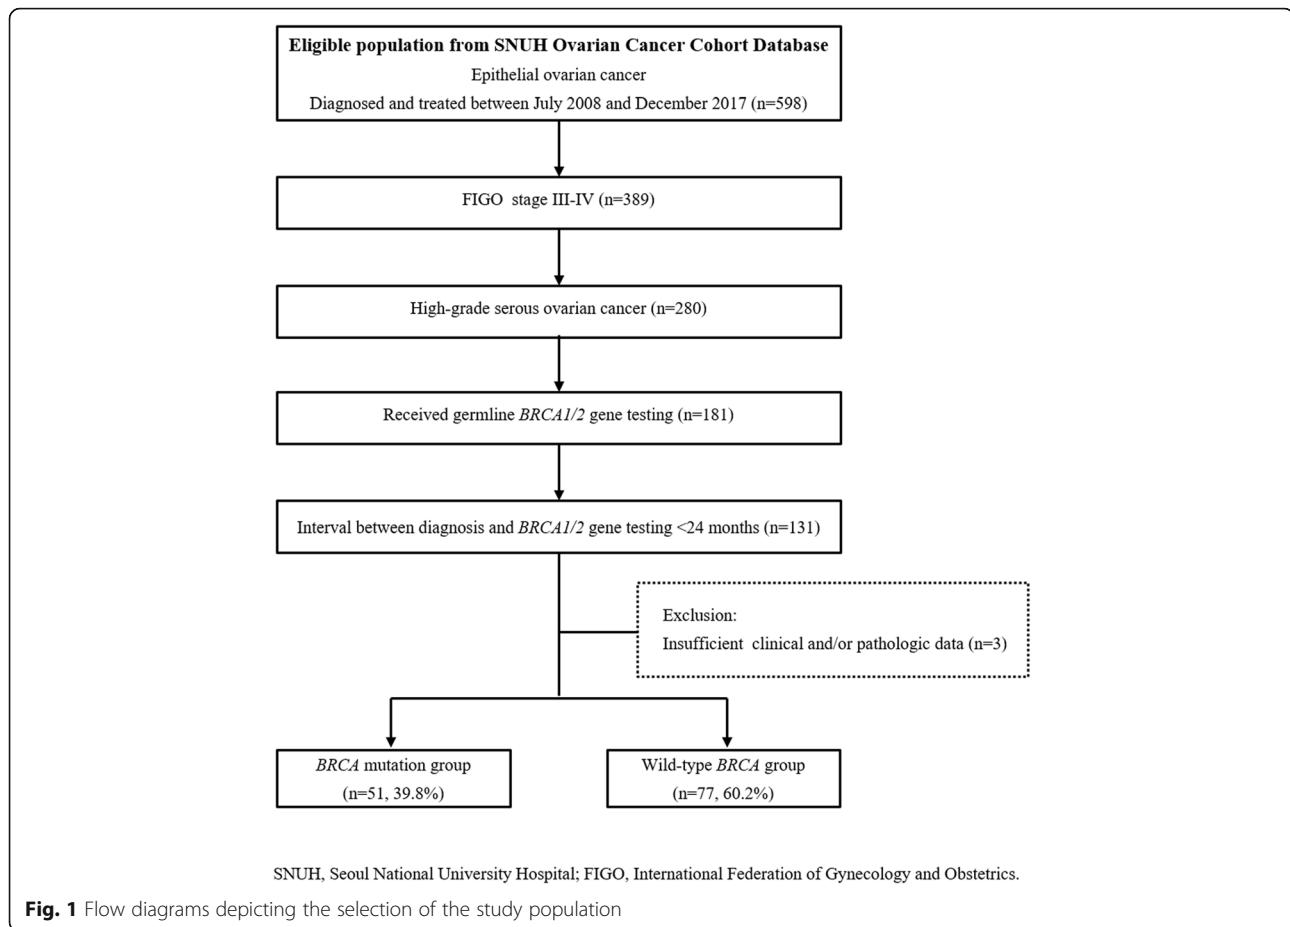 Eligible population from SNUH Ovarian Cancer Cohort Database
Epithelial ovarian cancer
Diagnosed and treated between July 2008 and December 2017 (n=598)
FIGO stage III-IV (n=389)
High-grade serous ovarian cancer (n=280)
Received germline BRCA1/2 gene testing (n=181)
Interval between diagnosis and BRCA1/2 gene testing <24 months (n=131)
Exclusion:
Insufficient clinical and/or pathologic data (n=3)
BRCA mutation group
(n=51, 39.8%)
Wild-type BRCA group
(n=77, 60.2%)
SNUH, Seoul National University Hospital; FIGO, International Federation of Gynecology and Obstetrics.
Fig. 1 Flow diagrams depicting the selection of the study population